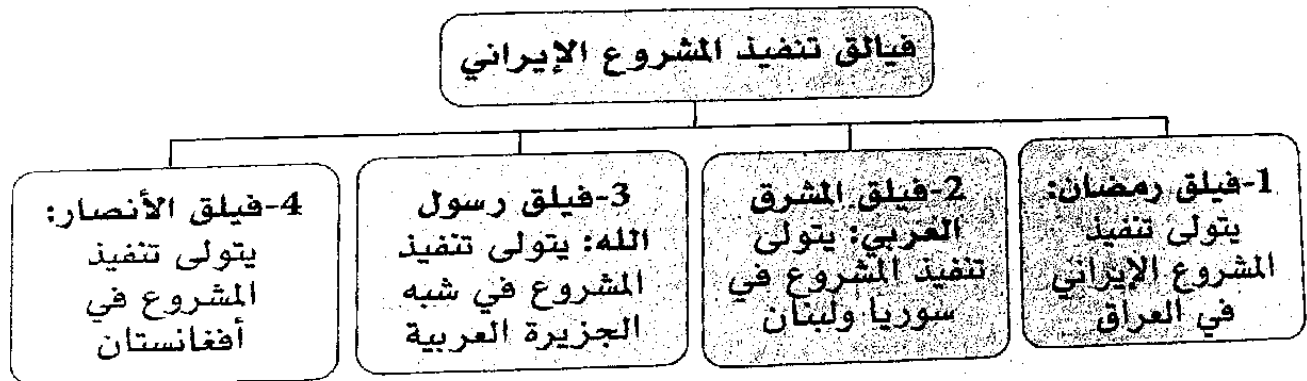 فيالق تنفيذ المشروع الإيراني
1-فيلق رمضان:
يتولى تنفيذ
المشروع الإيراني
في العراق
2-فيلق المشرق
العربي: يتولى
تنفيذ المشروع في
سوريا ولبنان
3-فيلق رسول
الله: يتولى تنفيذ
المشروع في شبه
الجزيرة العربية
4-فيلق الأنصار:
يتولى تنفيذ
المشروع في
أفغانستان